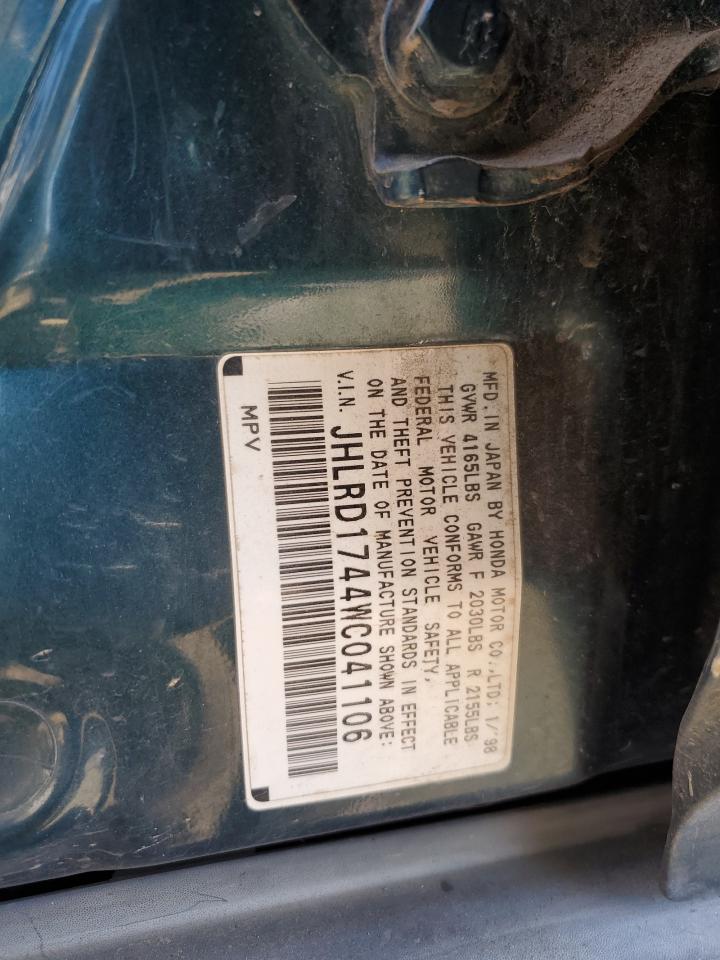 MFD. IN JAPAN BY HONDA MOTOR CO., LTD: 1/'98
GVWR 4165LBS GAWR F 2030LBS R 2155LBS
THIS VEHICLE CONFORMS TO ALL APPLICABLE
FEDERAL MOTOR VEHICLE SAFETY,
AND THEFT PREVENTION STANDARDS IN EFFECT
ON THE DATE OF MANUFACTURE SHOWN ABOVE:
V.I.N. JHLRD1744WC041106
MPV